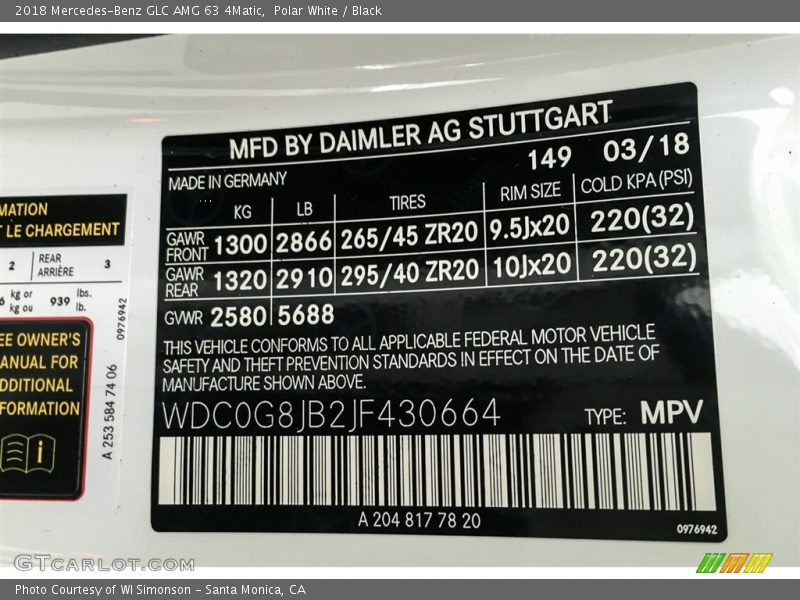 2018 Mercedes-Benz GLC AMG 63 4Matic,  Polar White / Black
MFD BY DAIMLER AG STUTTGART
149 03/18
MADE IN GERMANY
KG LB TIRES RIM SIZE COLD KPA (PSI)
GAWR FRONT 1300 2866 265/45 ZR20 9.5Jx20 220(32)
GAWR REAR 1320 2910 295/40 ZR20 10Jx20 220(32)
GVWR 2580 5688
THIS VEHICLE CONFORMS TO ALL APPLICABLE FEDERAL MOTOR VEHICLE
SAFETY AND THEFT PREVENTION STANDARDS IN EFFECT ON THE DATE OF
MANUFACTURE SHOWN ABOVE.
WDC0G8JB2JF430664 TYPE: MPV
A 204 817 78 20
0976942
MATION
T LE CHARGEMENT
2 REAR ARRIÈRE 3
6 kg or kg ou 939 lbs. lb.
0976942
EE OWNER'S
ANUAL FOR
DDITIONAL
FORMATION
i
A 253 584 74 06
GTCARLOT.COM
Photo Courtesy of WI Simonson - Santa Monica, CA